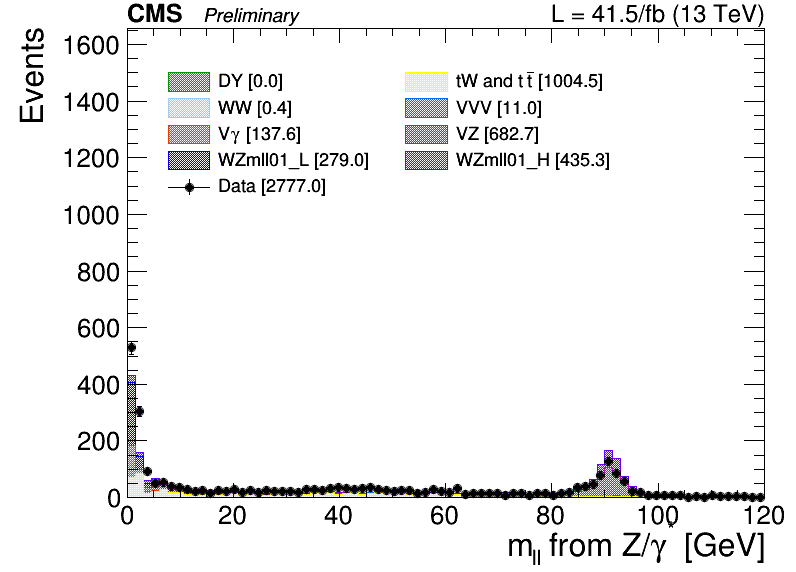 CMS Preliminary L = 41.5/fb (13 TeV)
Events
1600
1400
1200
1000
800
600
400
200
0
DY [0.0]
tW and t t̄ [1004.5]
WW [0.4]
VVV [11.0]
Vγ [137.6]
VZ [682.7]
WZmll01_L [279.0]
WZmll01_H [435.3]
Data [2777.0]
0 20 40 60 80 100 120
m_ll from Z/γ* [GeV]